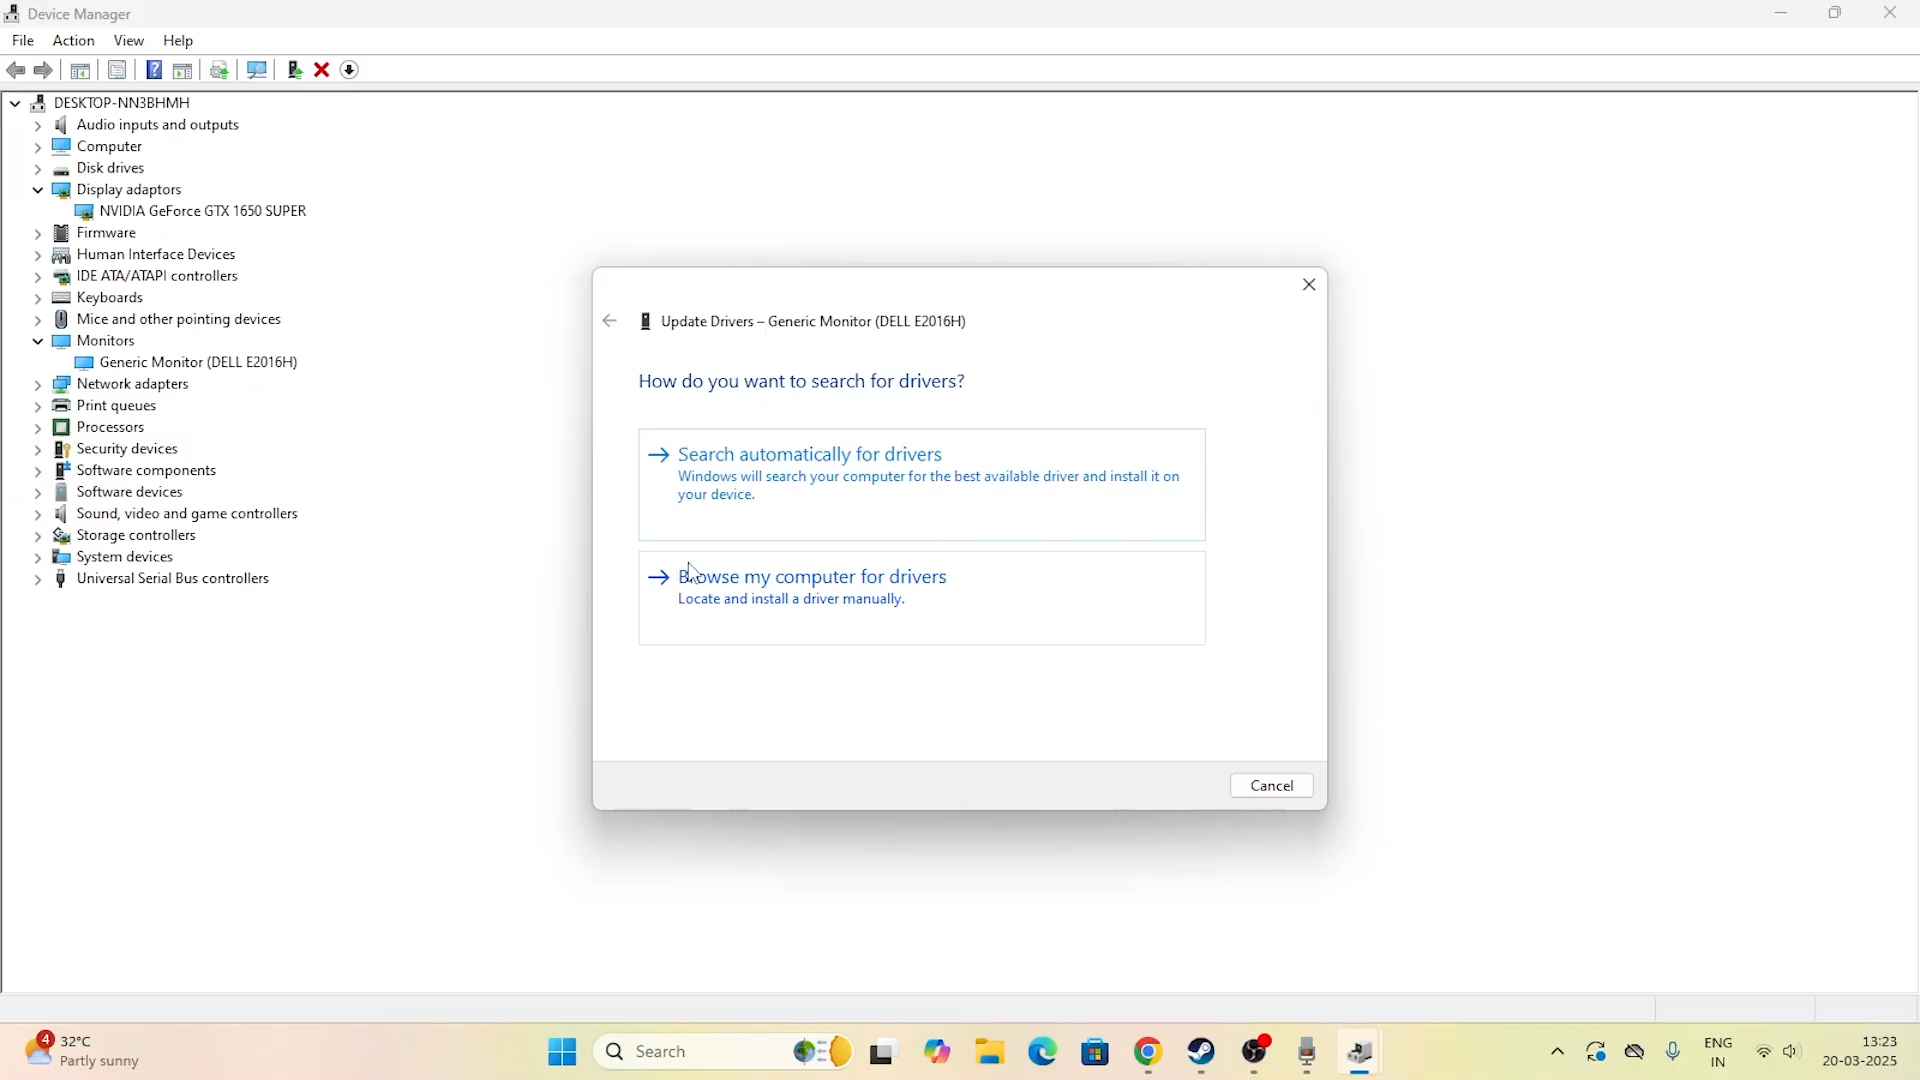 Device Manager
File Action View Help
DESKTOP-NN3BHMH
Audio inputs and outputs
Computer
Disk drives
Display adaptors
NVIDIA GeForce GTX 1650 SUPER
Firmware
Human Interface Devices
IDE ATA/ATAPI controllers
Keyboards
Mice and other pointing devices
Monitors
Generic Monitor (DELL E2016H)
Network adapters
Print queues
Processors
Security devices
Software components
Software devices
Sound, video and game controllers
Storage controllers
System devices
Universal Serial Bus controllers
Update Drivers – Generic Monitor (DELL E2016H)
How do you want to search for drivers?
Search automatically for drivers
Windows will search your computer for the best available driver and install it on
your device.
Browse my computer for drivers
Locate and install a driver manually.
Cancel
4
32°C
Partly sunny
Search
ENG
IN
13:23
20-03-2025